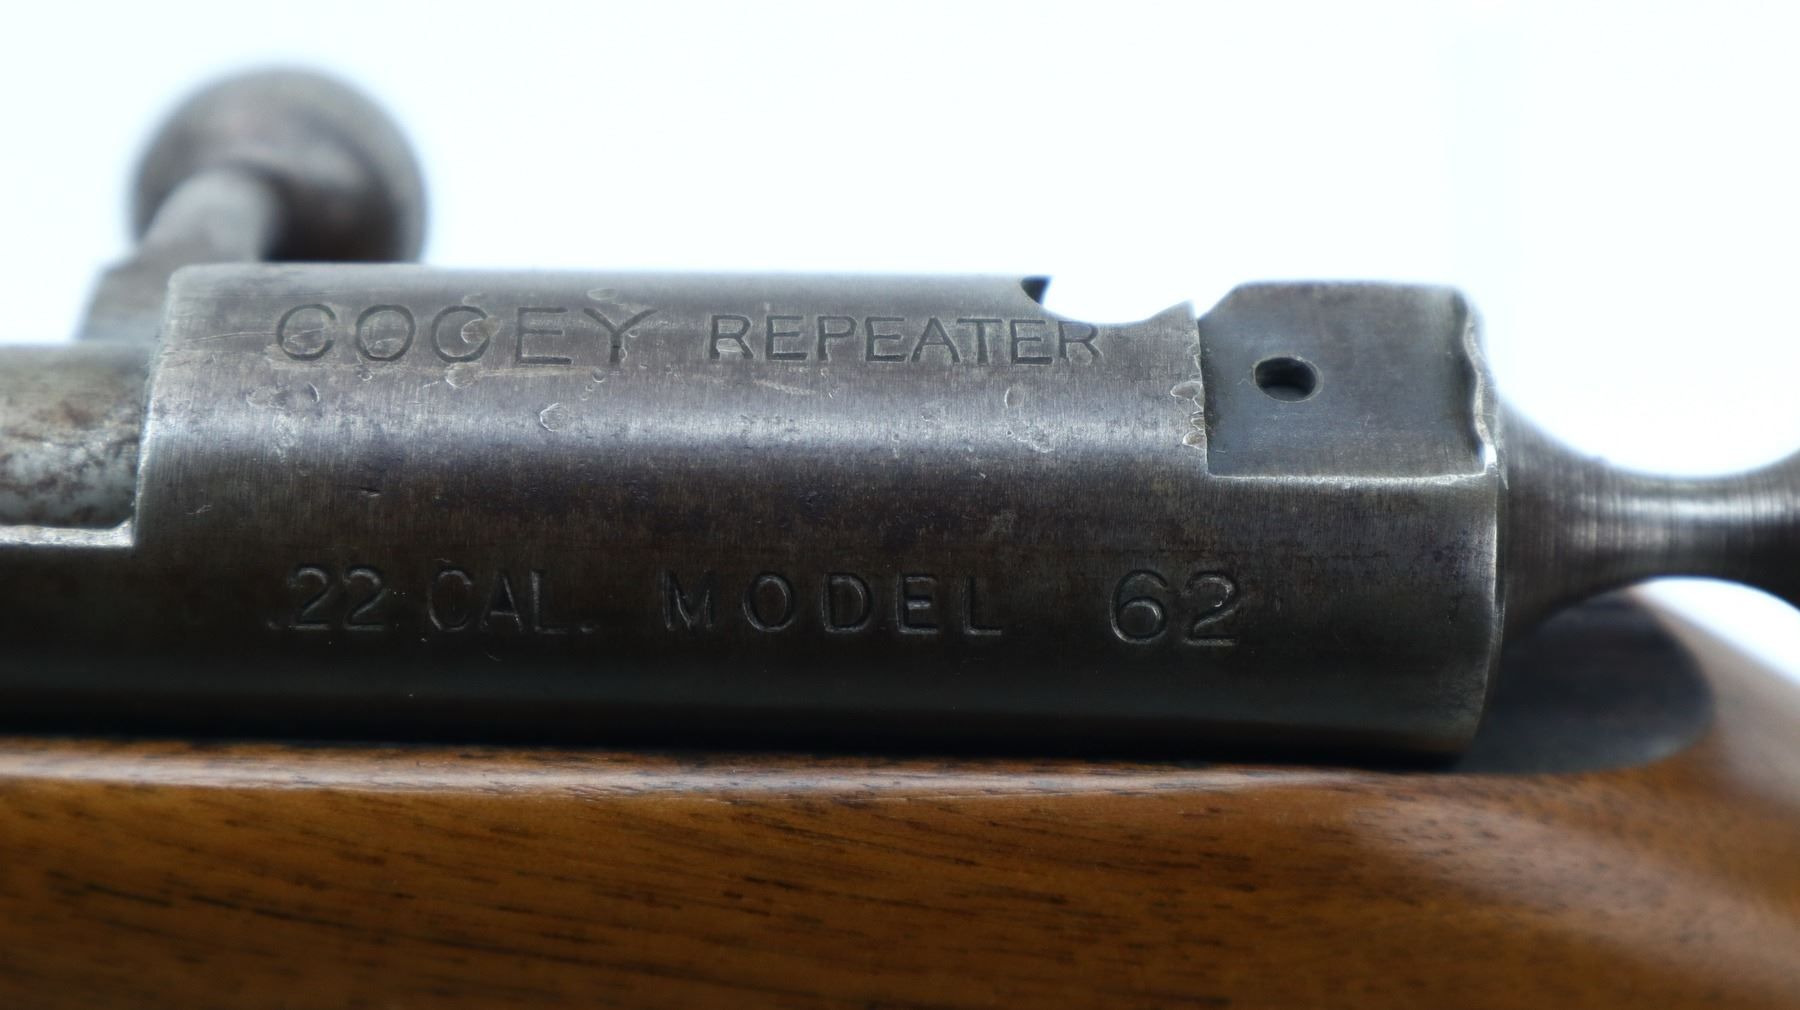 COOEY REPEATER
.22 CAL. MODEL 62